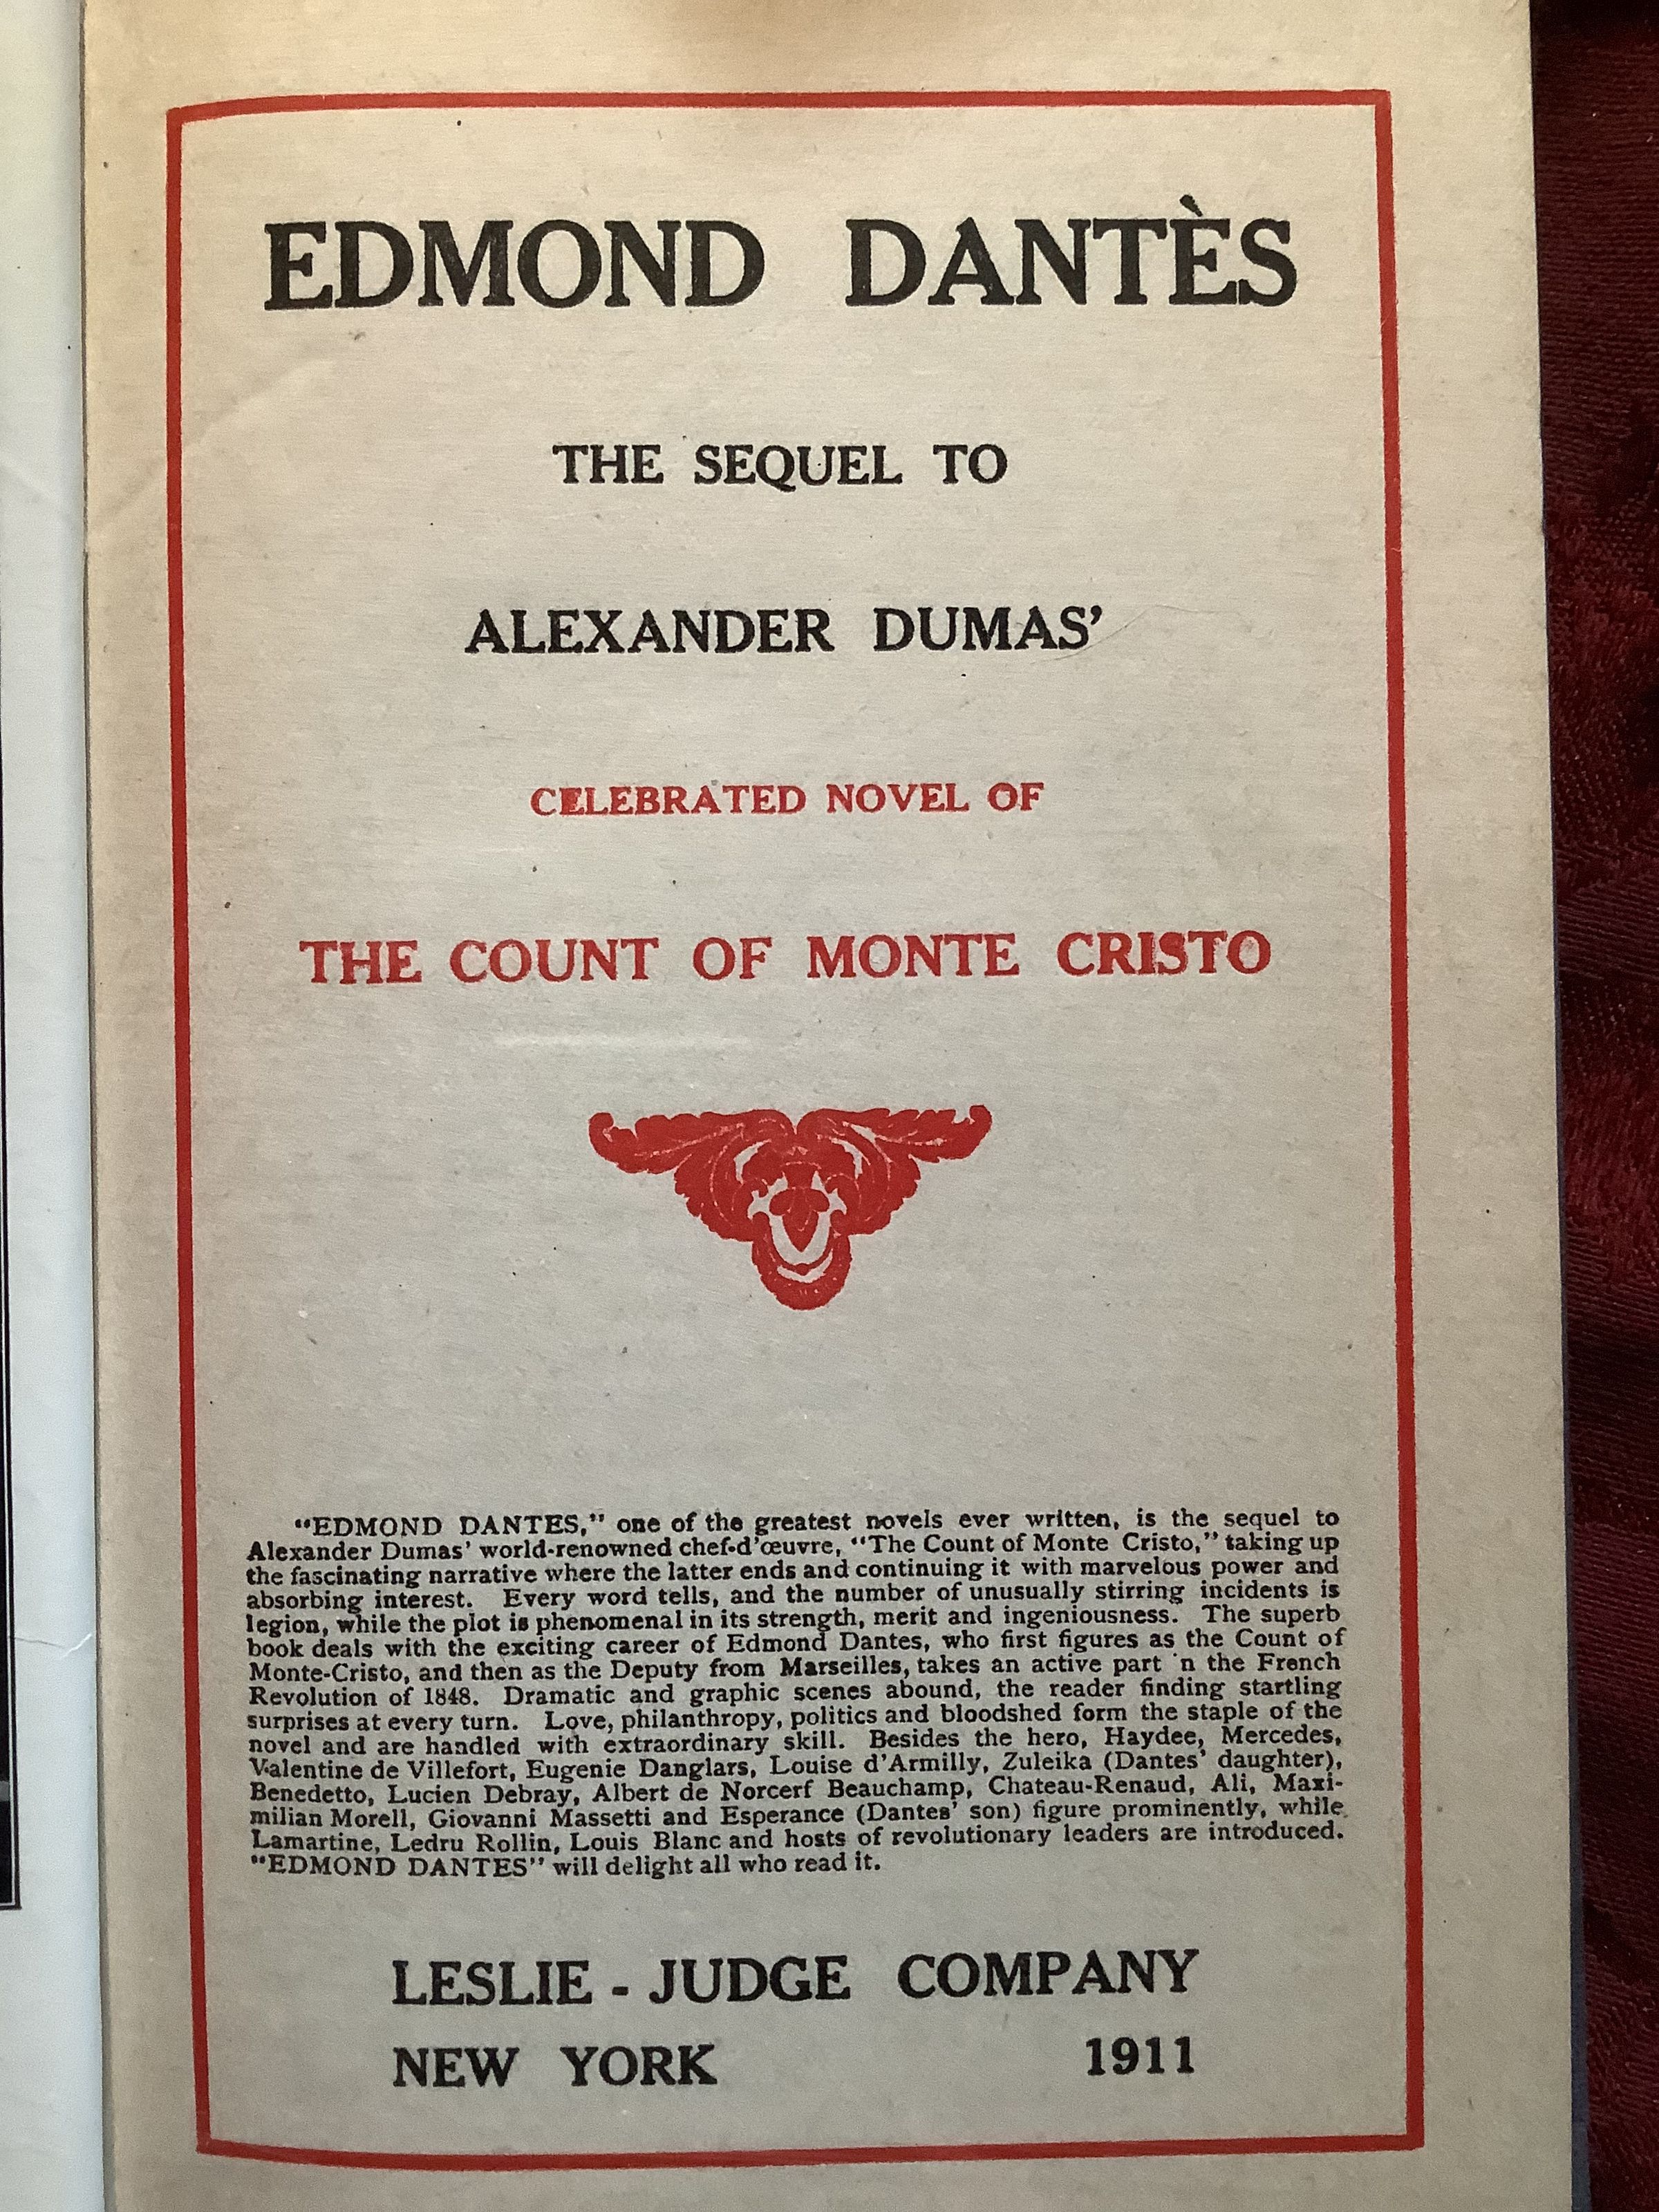 EDMOND DANTÈS
THE SEQUEL TO
ALEXANDER DUMAS’
CELEBRATED NOVEL OF
THE COUNT OF MONTE CRISTO
“EDMOND DANTES,” one of the greatest novels ever written, is the sequel to
Alexander Dumas’ world-renowned chef-d’œuvre, “The Count of Monte Cristo,” taking up
the fascinating narrative where the latter ends and continuing it with marvelous power and
absorbing interest. Every word tells, and the number of unusually stirring incidents is
legion, while the plot is phenomenal in its strength, merit and ingeniousness. The superb
book deals with the exciting career of Edmond Dantes, who first figures as the Count of
Monte-Cristo, and then as the Deputy from Marseilles, takes an active part 'n the French
Revolution of 1848. Dramatic and graphic scenes abound, the reader finding startling
surprises at every turn. Love, philanthropy, politics and bloodshed form the staple of the
novel and are handled with extraordinary skill. Besides the hero, Haydee, Mercedes,
Valentine de Villefort, Eugenie Danglars, Louise d’Armilly, Zuleika (Dantes’ daughter),
Benedetto, Lucien Debray, Albert de Norcerf Beauchamp, Chateau-Renaud, Ali, Maxi-
milian Morell, Giovanni Massetti and Esperance (Dantes’ son) figure prominently, while
Lamartine, Ledru Rollin, Louis Blanc and hosts of revolutionary leaders are introduced.
“EDMOND DANTES” will delight all who read it.
LESLIE - JUDGE COMPANY
NEW YORK 1911